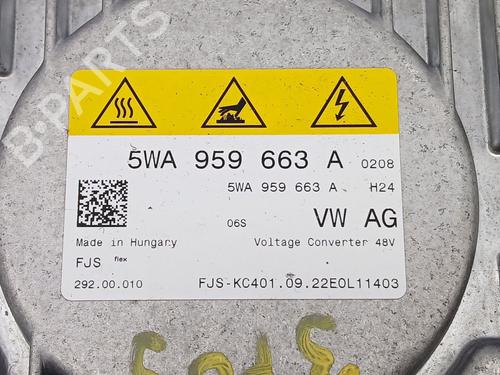 B-PARTS
5WA 959 663 A 0208
5WA 959 663 A H24
06S VW AG
Made in Hungary Voltage Converter 48V
FJS flex
292.00.010 FJS-KC401.09.22E0L11403